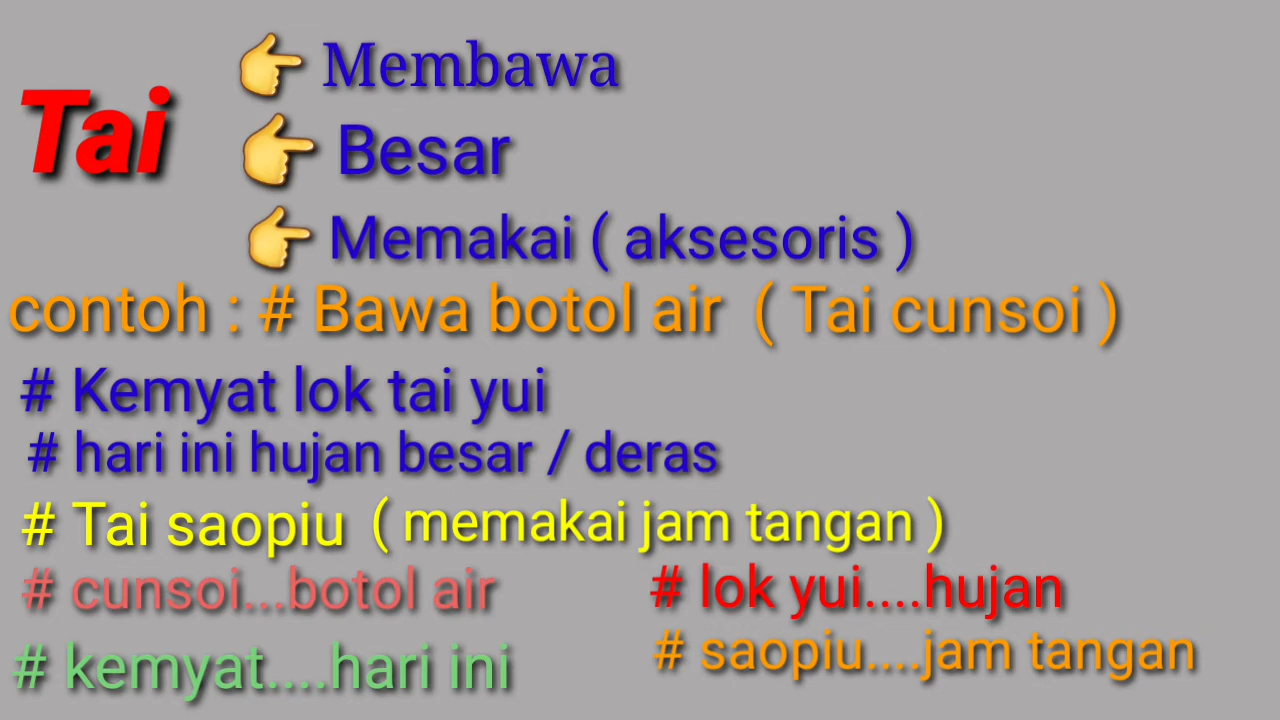 Tai
👉 Membawa
👉 Besar
👉 Memakai ( aksesoris )
contoh : # Bawa botol air ( Tai cunsoi )
# Kemyat lok tai yui
# hari ini hujan besar / deras
# Tai saopiu ( memakai jam tangan )
# cunsoi...botol air
# lok yui....hujan
# kemyat....hari ini
# saopiu....jam tangan